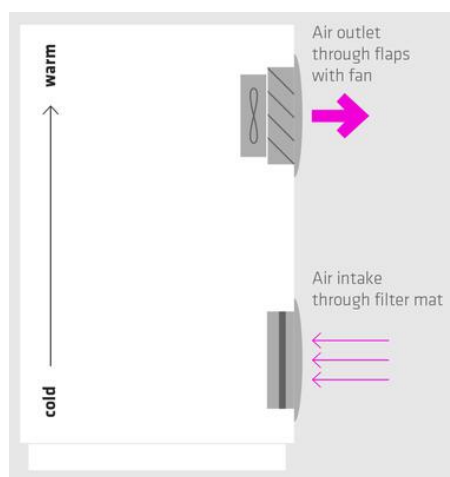 Air outlet
through flaps
with fan
warm
Air intake
through filter mat
cold